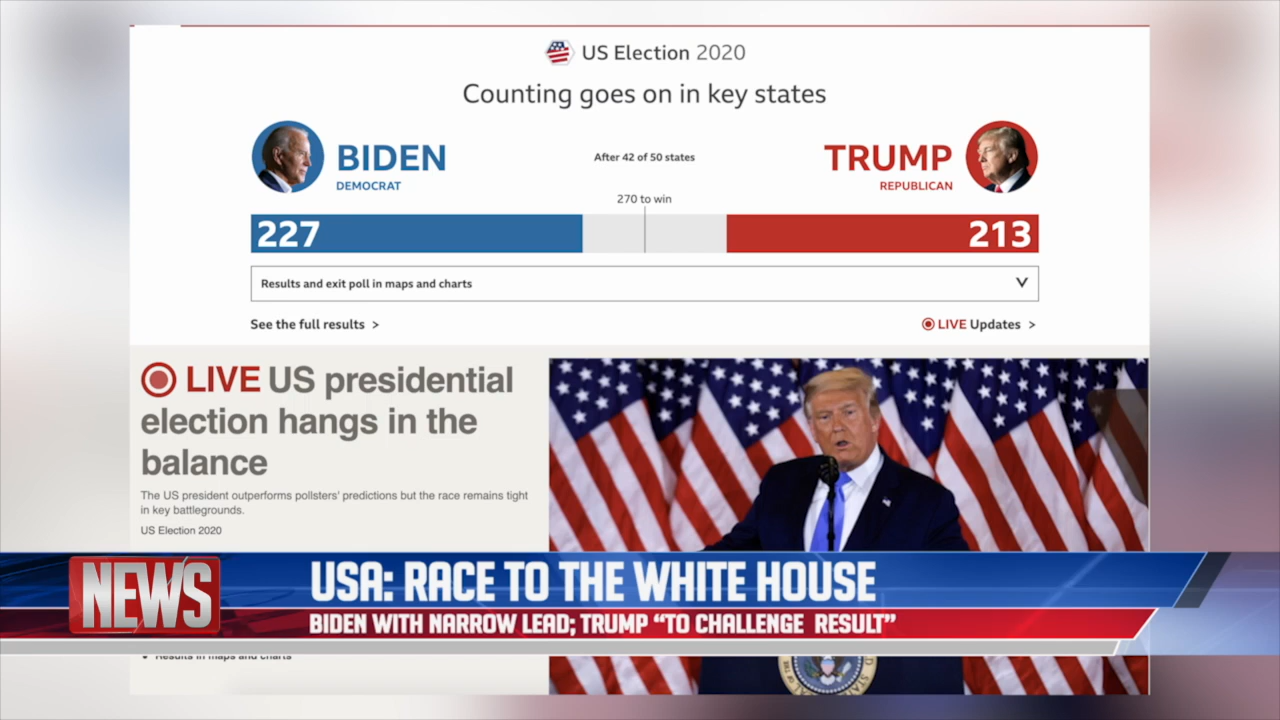 US Election 2020
Counting goes on in key states
BIDEN
DEMOCRAT
After 42 of 50 states
TRUMP
REPUBLICAN
270 to win
227
213
Results and exit poll in maps and charts
See the full results >
LIVE Updates >
LIVE US presidential
election hangs in the
balance
The US president outperforms pollsters' predictions but the race remains tight
in key battlegrounds.
US Election 2020
NEWS
USA: RACE TO THE WHITE HOUSE
BIDEN WITH NARROW LEAD; TRUMP “TO CHALLENGE RESULT”
Results in maps and charts